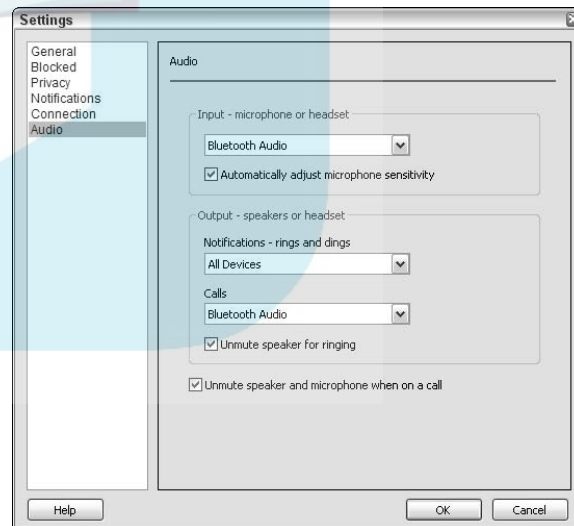 Settings
General
Blocked
Privacy
Notifications
Connection
Audio
Audio
Input - microphone or headset
Bluetooth Audio
Automatically adjust microphone sensitivity
Output - speakers or headset
Notifications - rings and dings
All Devices
Calls
Bluetooth Audio
Unmute speaker for ringing
Unmute speaker and microphone when on a call
Help
OK
Cancel